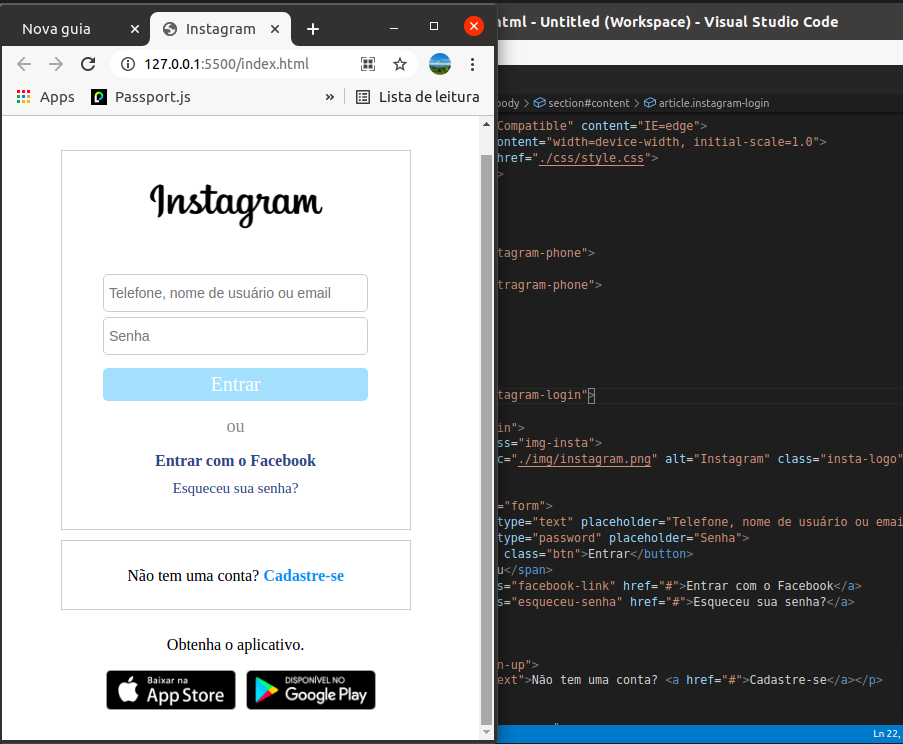 Nova guia
Instagram
html - Untitled (Workspace) - Visual Studio Code
127.0.0.1:5500/index.html
Apps
Passport.js
»
Lista de leitura
body > section#content > article.instagram-login
Instagram
Telefone, nome de usuário ou email
Senha
Entrar
ou
Entrar com o Facebook
Esqueceu sua senha?
Não tem uma conta? Cadastre-se
Obtenha o aplicativo.
Baixar na
App Store
DISPONÍVEL NO
Google Play
Compatible" content="IE=edge">
ontent="width=device-width, initial-scale=1.0">
href="./css/style.css">
>
tagram-phone">
tragram-phone">
tagram-login">
in">
ss="img-insta">
c="./img/instagram.png" alt="Instagram" class="insta-logo"
="form">
type="text" placeholder="Telefone, nome de usuário ou emai
type="password" placeholder="Senha">
class="btn">Entrar</button>
u</span>
s="facebook-link" href="#">Entrar com o Facebook</a>
s="esqueceu-senha" href="#">Esqueceu sua senha?</a>
n-up">
ext">Não tem uma conta? <a href="#">Cadastre-se</a></p>
Ln 22,